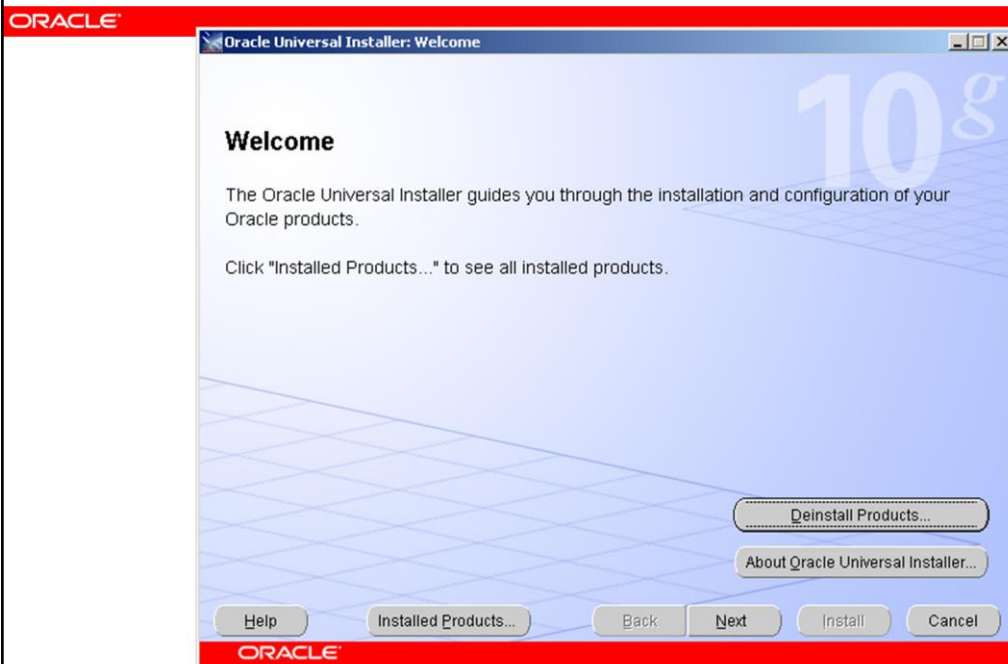 ORACLE®
Oracle Universal Installer: Welcome
10g
Welcome
The Oracle Universal Installer guides you through the installation and configuration of your
Oracle products.
Click "Installed Products..." to see all installed products.
Deinstall Products...
About Oracle Universal Installer...
Help
Installed Products...
Back
Next
Install
Cancel
ORACLE®